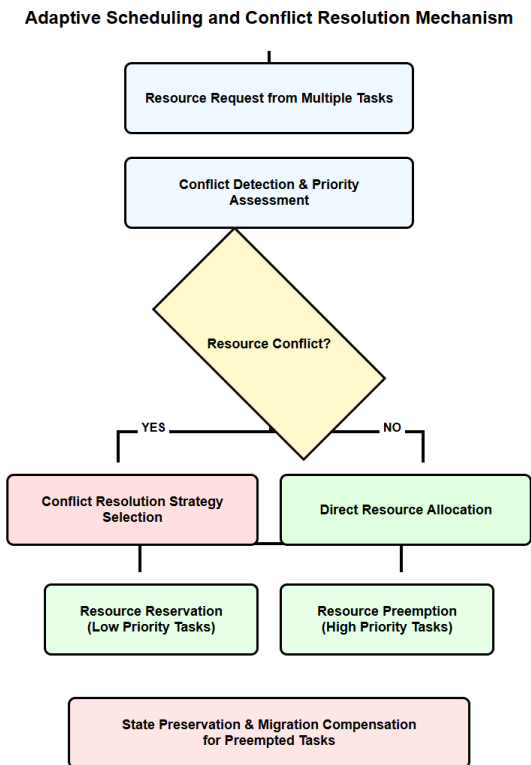 Adaptive Scheduling and Conflict Resolution Mechanism
Resource Request from Multiple Tasks
Conflict Detection & Priority
Assessment
Resource Conflict?
YES
NO
Conflict Resolution Strategy
Selection
Direct Resource Allocation
Resource Reservation
(Low Priority Tasks)
Resource Preemption
(High Priority Tasks)
State Preservation & Migration Compensation
for Preempted Tasks